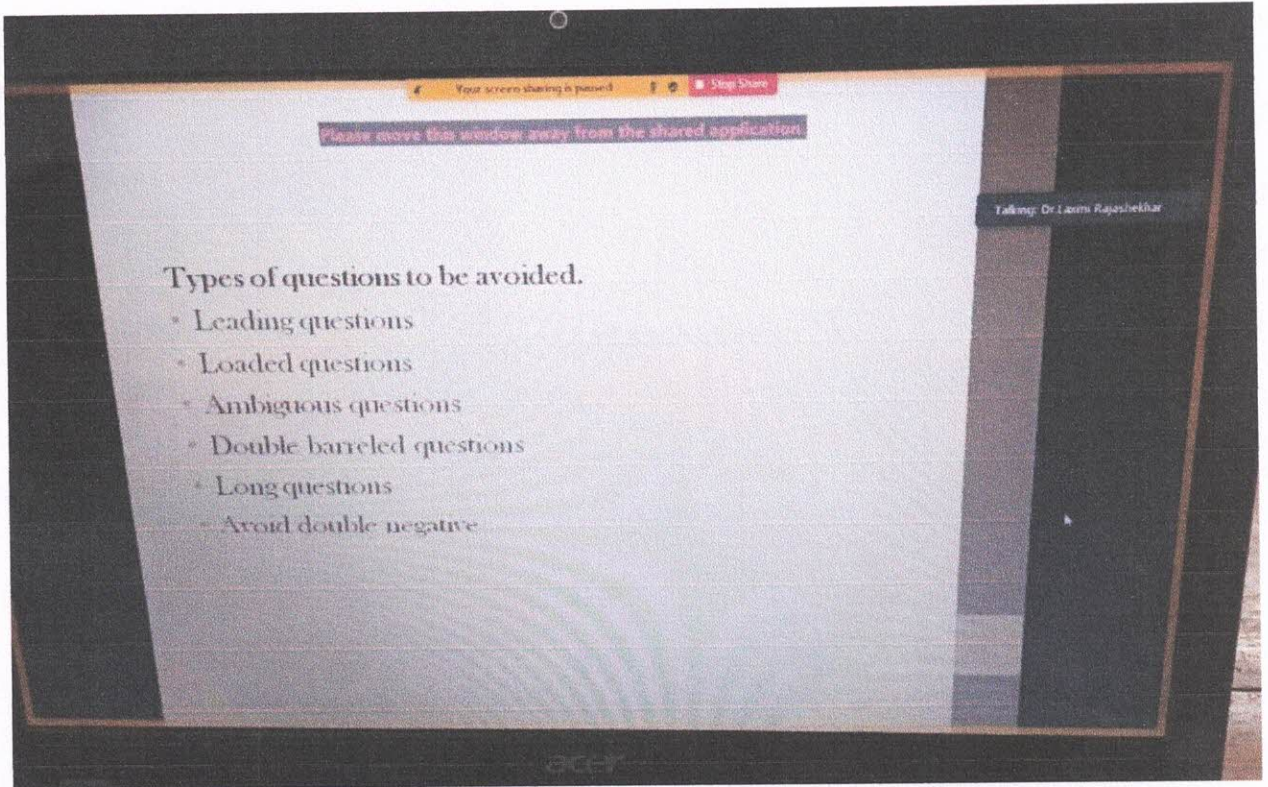 Your screen sharing is paused Stop Share
Please move this window away from the shared application.
Talking: Dr.Laxmi Rajashekhar
Types of questions to be avoided.
Leading questions
Loaded questions
Ambiguous questions
Double barreled questions
Long questions
Avoid double negative
acer